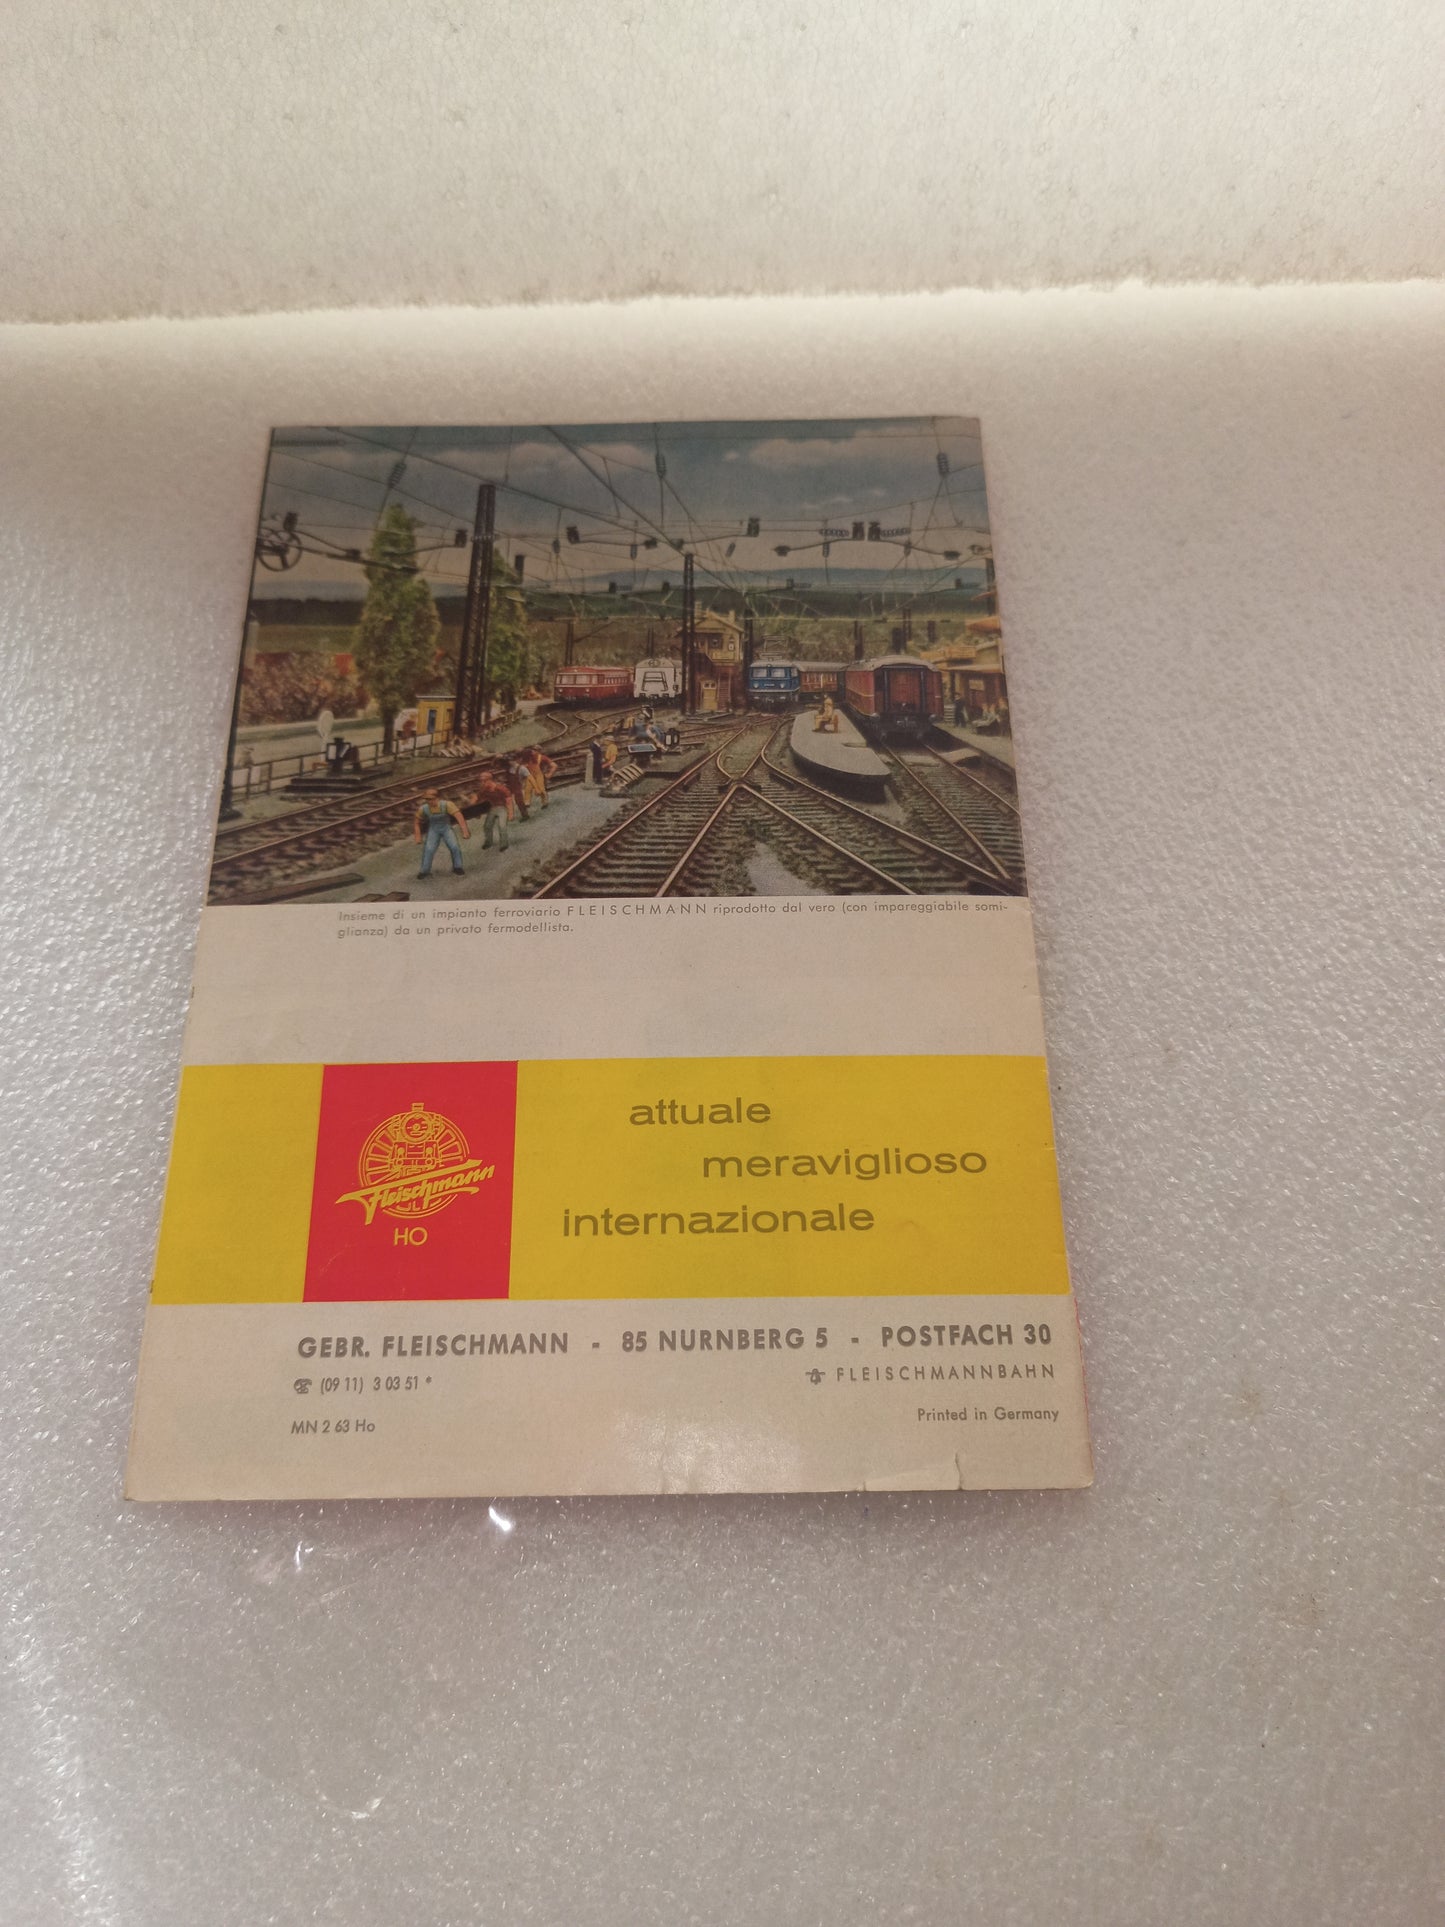 Insieme di un impianto ferroviario FLEISCHMANN riprodotto dal vero (con impareggiabile somi-
glianza) da un privato fermodellista.
Fleischmann
HO
attuale
meraviglioso
internazionale
GEBR. FLEISCHMANN - 85 NURNBERG 5 - POSTFACH 30
☎ (09 11) 3 03 51 *
FLEISCHMANNBAHN
MN 2 63 Ho
Printed in Germany